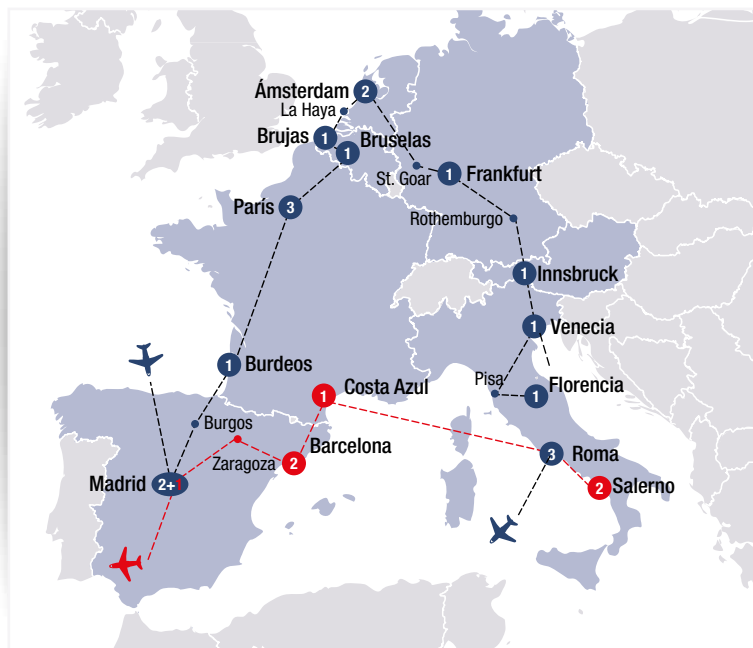 Ámsterdam 2
La Haya
Brujas 1
1 Bruselas
St. Goar
1 Frankfurt
París 3
Rothemburgo
1 Innsbruck
1 Venecia
1 Burdeos
Pisa
Costa Azul
1
Florencia
1
Burgos
Barcelona
Zaragoza
2
3 Roma
Madrid 2+1
2 Salerno